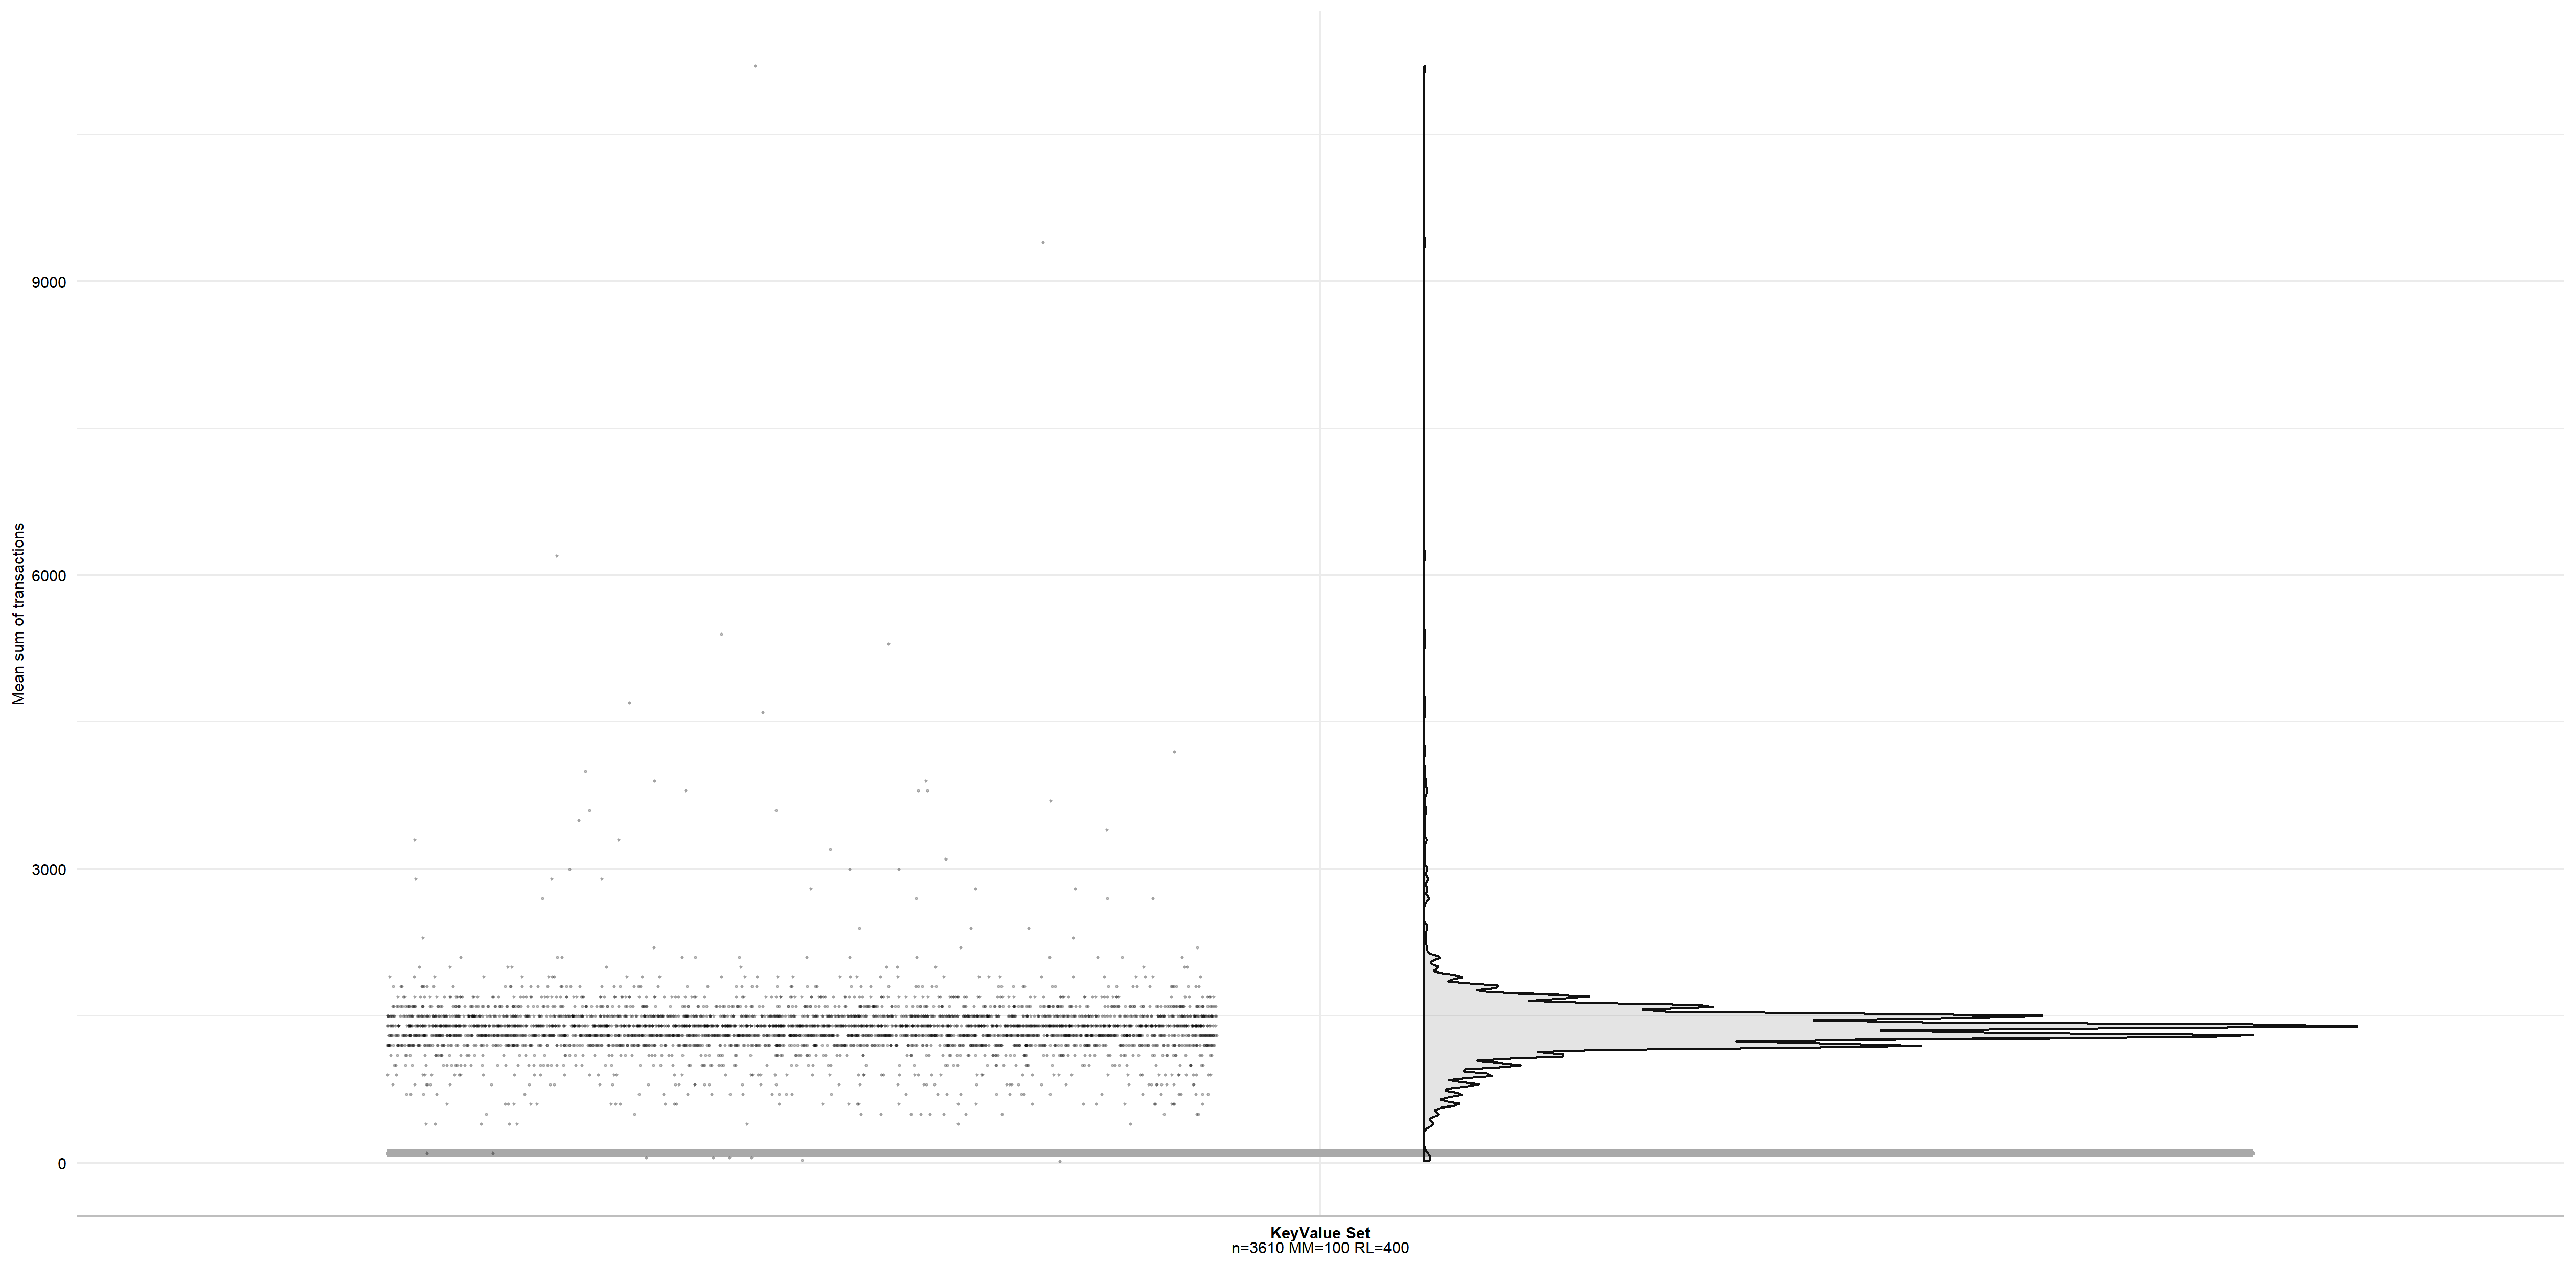 9000
6000
3000
0
Mean sum of transactions
KeyValue Set
n=3610 MM=100 RL=400